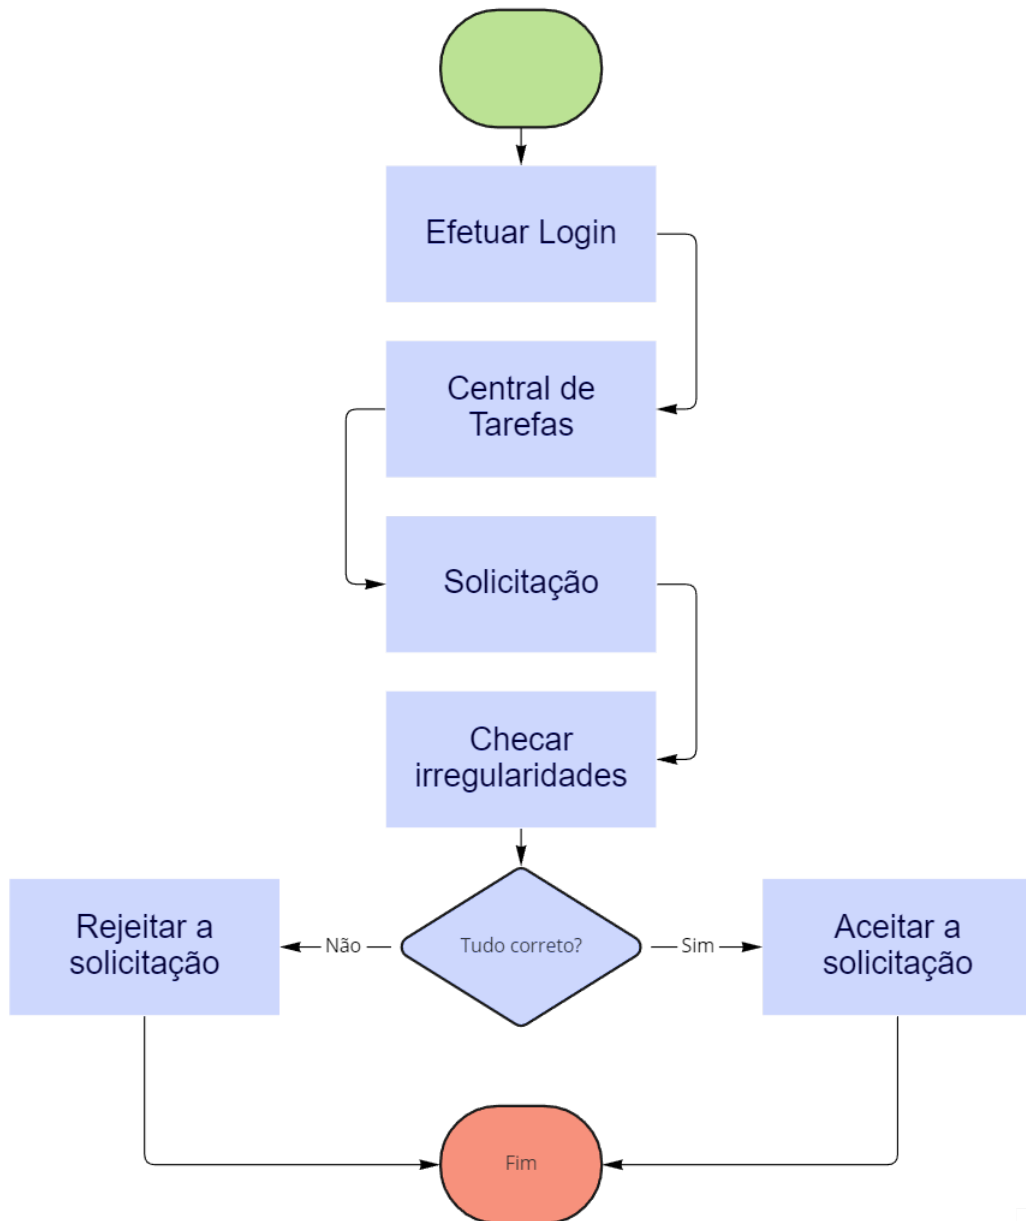 Efetuar Login
Central de
Tarefas
Solicitação
Checar
irregularidades
Rejeitar a
solicitação
Não
Tudo correto?
Sim
Aceitar a
solicitação
Fim